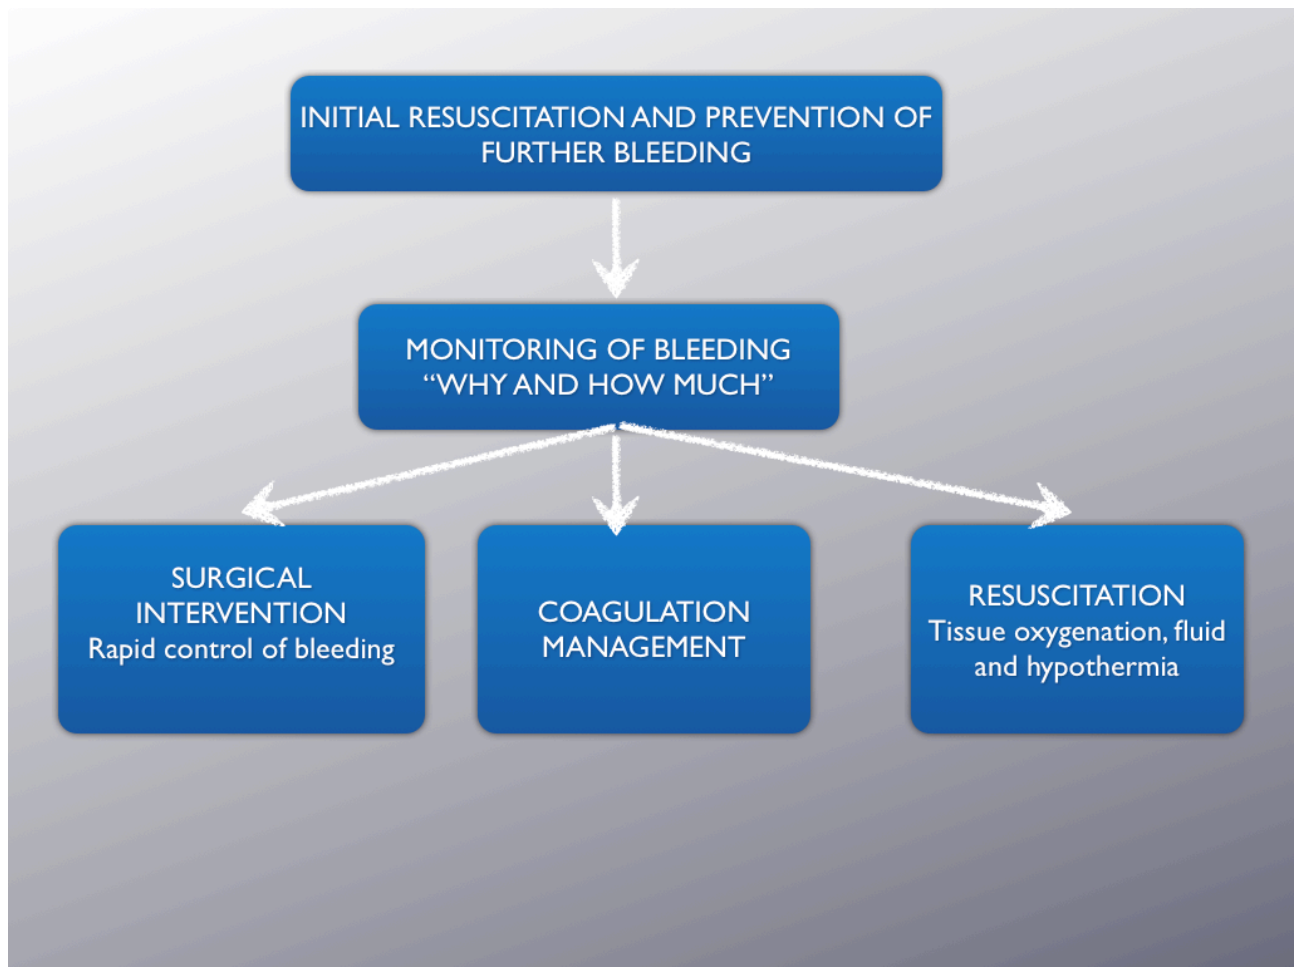 INITIAL RESUSCITATION AND PREVENTION OF
FURTHER BLEEDING
MONITORING OF BLEEDING
“WHY AND HOW MUCH”
SURGICAL
INTERVENTION
Rapid control of bleeding
COAGULATION
MANAGEMENT
RESUSCITATION
Tissue oxygenation, fluid
and hypothermia